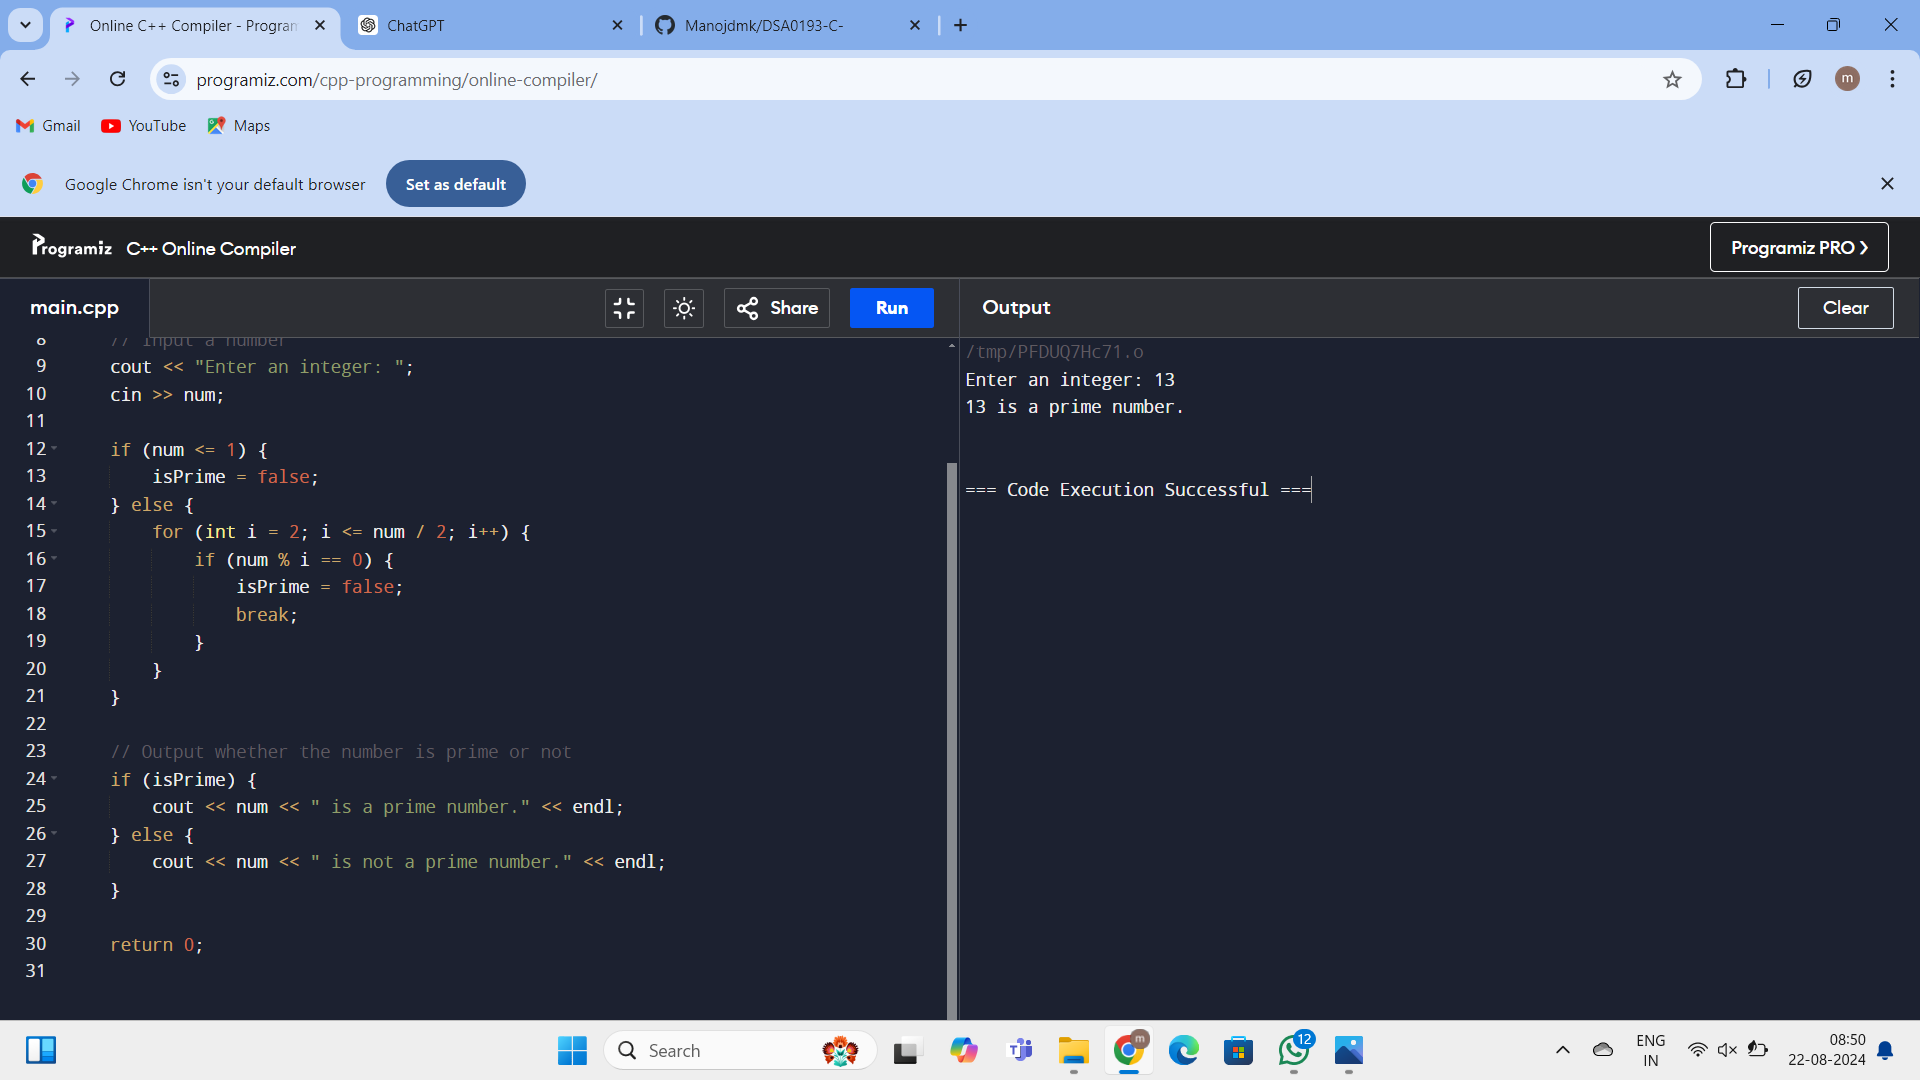 Online C++ Compiler - Program
ChatGPT
Manojdmk/DSA0193-C-
programiz.com/cpp-programming/online-compiler/
m
Gmail
YouTube
Maps
Google Chrome isn't your default browser
Set as default
Programiz
C++ Online Compiler
Programiz PRO
main.cpp
Share
Run
Output
Clear
8 // Input a number
9 cout << "Enter an integer: ";
10 cin >> num;
11
12 if (num <= 1) {
13 isPrime = false;
14 } else {
15 for (int i = 2; i <= num / 2; i++) {
16 if (num % i == 0) {
17 isPrime = false;
18 break;
19 }
20 }
21 }
22
23 // Output whether the number is prime or not
24 if (isPrime) {
25 cout << num << " is a prime number." << endl;
26 } else {
27 cout << num << " is not a prime number." << endl;
28 }
29
30 return 0;
31
/tmp/PFDUQ7Hc71.o
Enter an integer: 13
13 is a prime number.
=== Code Execution Successful ===
Search
m
12
ENG
IN
08:50
22-08-2024